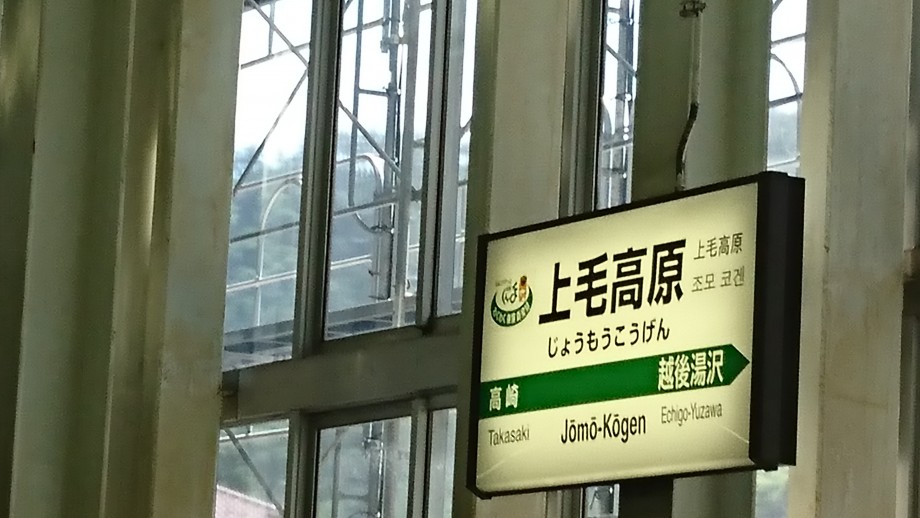 上毛高原
上毛高原
조모 코겐
じょうもうこうげん
高崎
越後湯沢
Takasaki
Jōmō-Kōgen
Echigo-Yuzawa